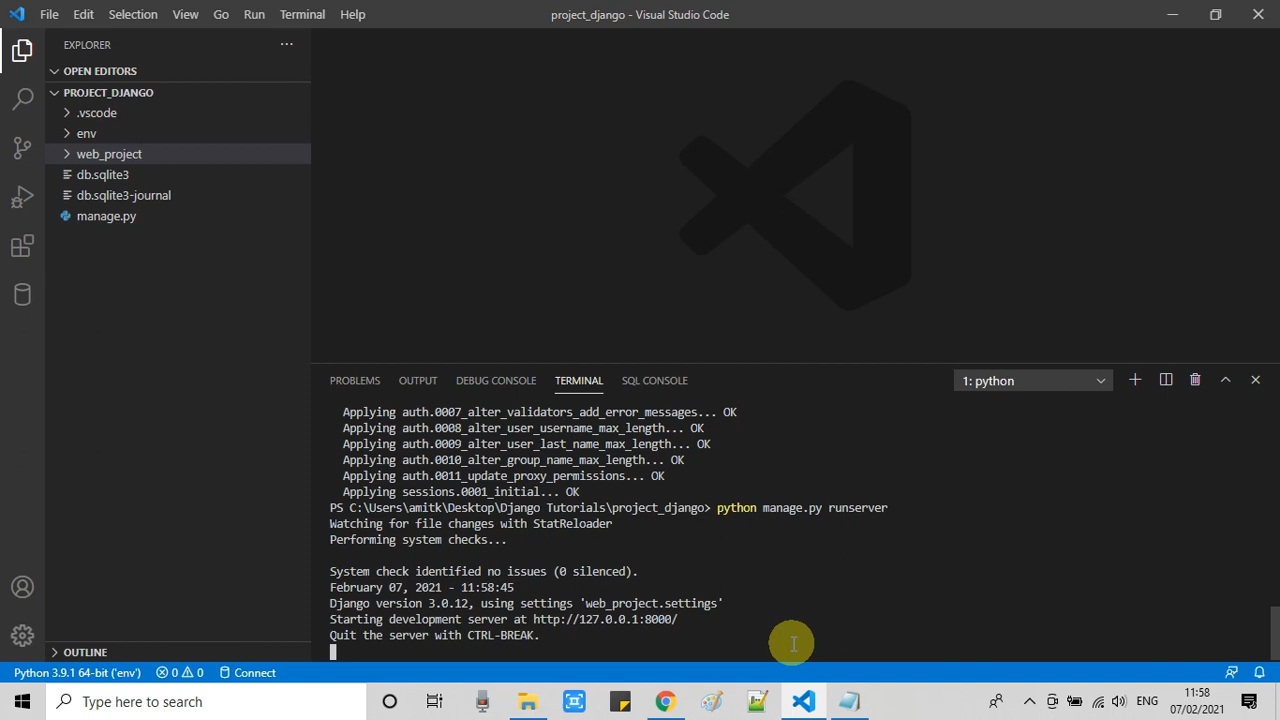 File Edit Selection View Go Run Terminal Help
project_django - Visual Studio Code
EXPLORER
OPEN EDITORS
PROJECT_DJANGO
.vscode
env
web_project
db.sqlite3
db.sqlite3-journal
manage.py
OUTLINE
PROBLEMS OUTPUT DEBUG CONSOLE TERMINAL SQL CONSOLE
1: python
Applying auth.0007_alter_validators_add_error_messages... OK
Applying auth.0008_alter_user_username_max_length... OK
Applying auth.0009_alter_user_last_name_max_length... OK
Applying auth.0010_alter_group_name_max_length... OK
Applying auth.0011_update_proxy_permissions... OK
Applying sessions.0001_initial... OK
PS C:\Users\amitk\Desktop\Django Tutorials\project_django> python manage.py runserver
Watching for file changes with StatReloader
Performing system checks...
System check identified no issues (0 silenced).
February 07, 2021 - 11:58:45
Django version 3.0.12, using settings 'web_project.settings'
Starting development server at http://127.0.0.1:8000/
Quit the server with CTRL-BREAK.
Python 3.9.1 64-bit ('env') 0 0 Connect
Type here to search
ENG
11:58
07/02/2021